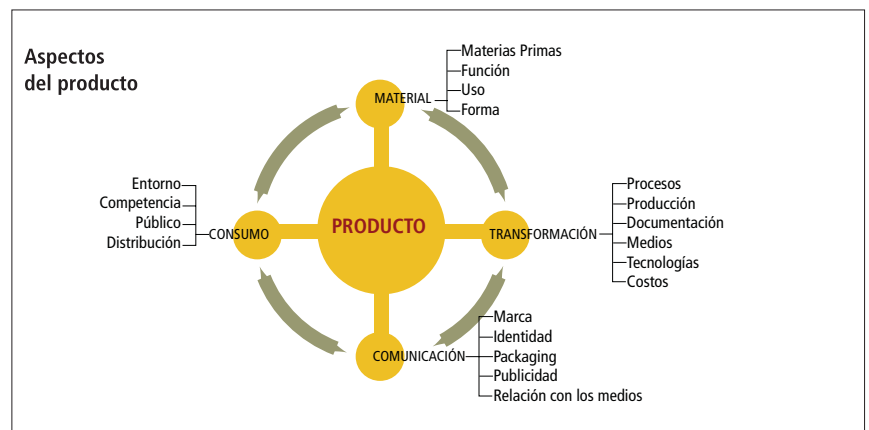 Aspectos
del producto
MATERIAL
Materias Primas
Función
Uso
Forma
Entorno
Competencia
Público
Distribución
CONSUMO
PRODUCTO
TRANSFORMACIÓN
Procesos
Producción
Documentación
Medios
Tecnologías
Costos
COMUNICACIÓN
Marca
Identidad
Packaging
Publicidad
Relación con los medios